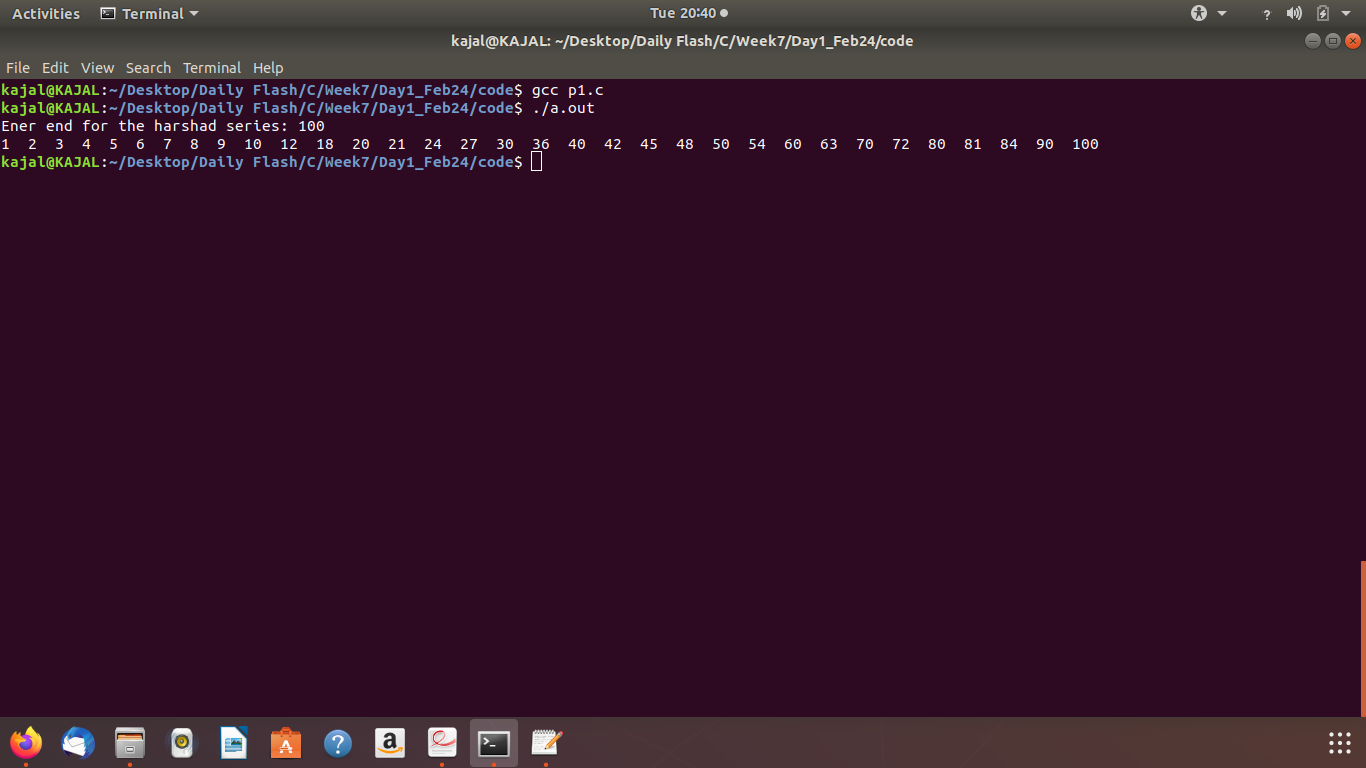 Activities Terminal Tue 20:40
kajal@KAJAL: ~/Desktop/Daily Flash/C/Week7/Day1_Feb24/code
File Edit View Search Terminal Help
kajal@KAJAL:~/Desktop/Daily Flash/C/Week7/Day1_Feb24/code$ gcc p1.c
kajal@KAJAL:~/Desktop/Daily Flash/C/Week7/Day1_Feb24/code$ ./a.out
Ener end for the harshad series: 100
1 2 3 4 5 6 7 8 9 10 12 18 20 21 24 27 30 36 40 42 45 48 50 54 60 63 70 72 80 81 84 90 100
kajal@KAJAL:~/Desktop/Daily Flash/C/Week7/Day1_Feb24/code$